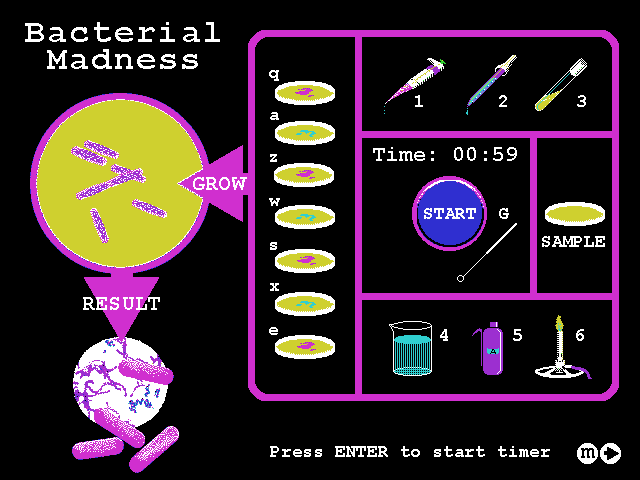 Bacterial
Madness
q
a
z
w
s
x
e
1
2
3
Time: 00:59
GROW
START
G
SAMPLE
RESULT
4
5
6
A
Press ENTER to start timer
m